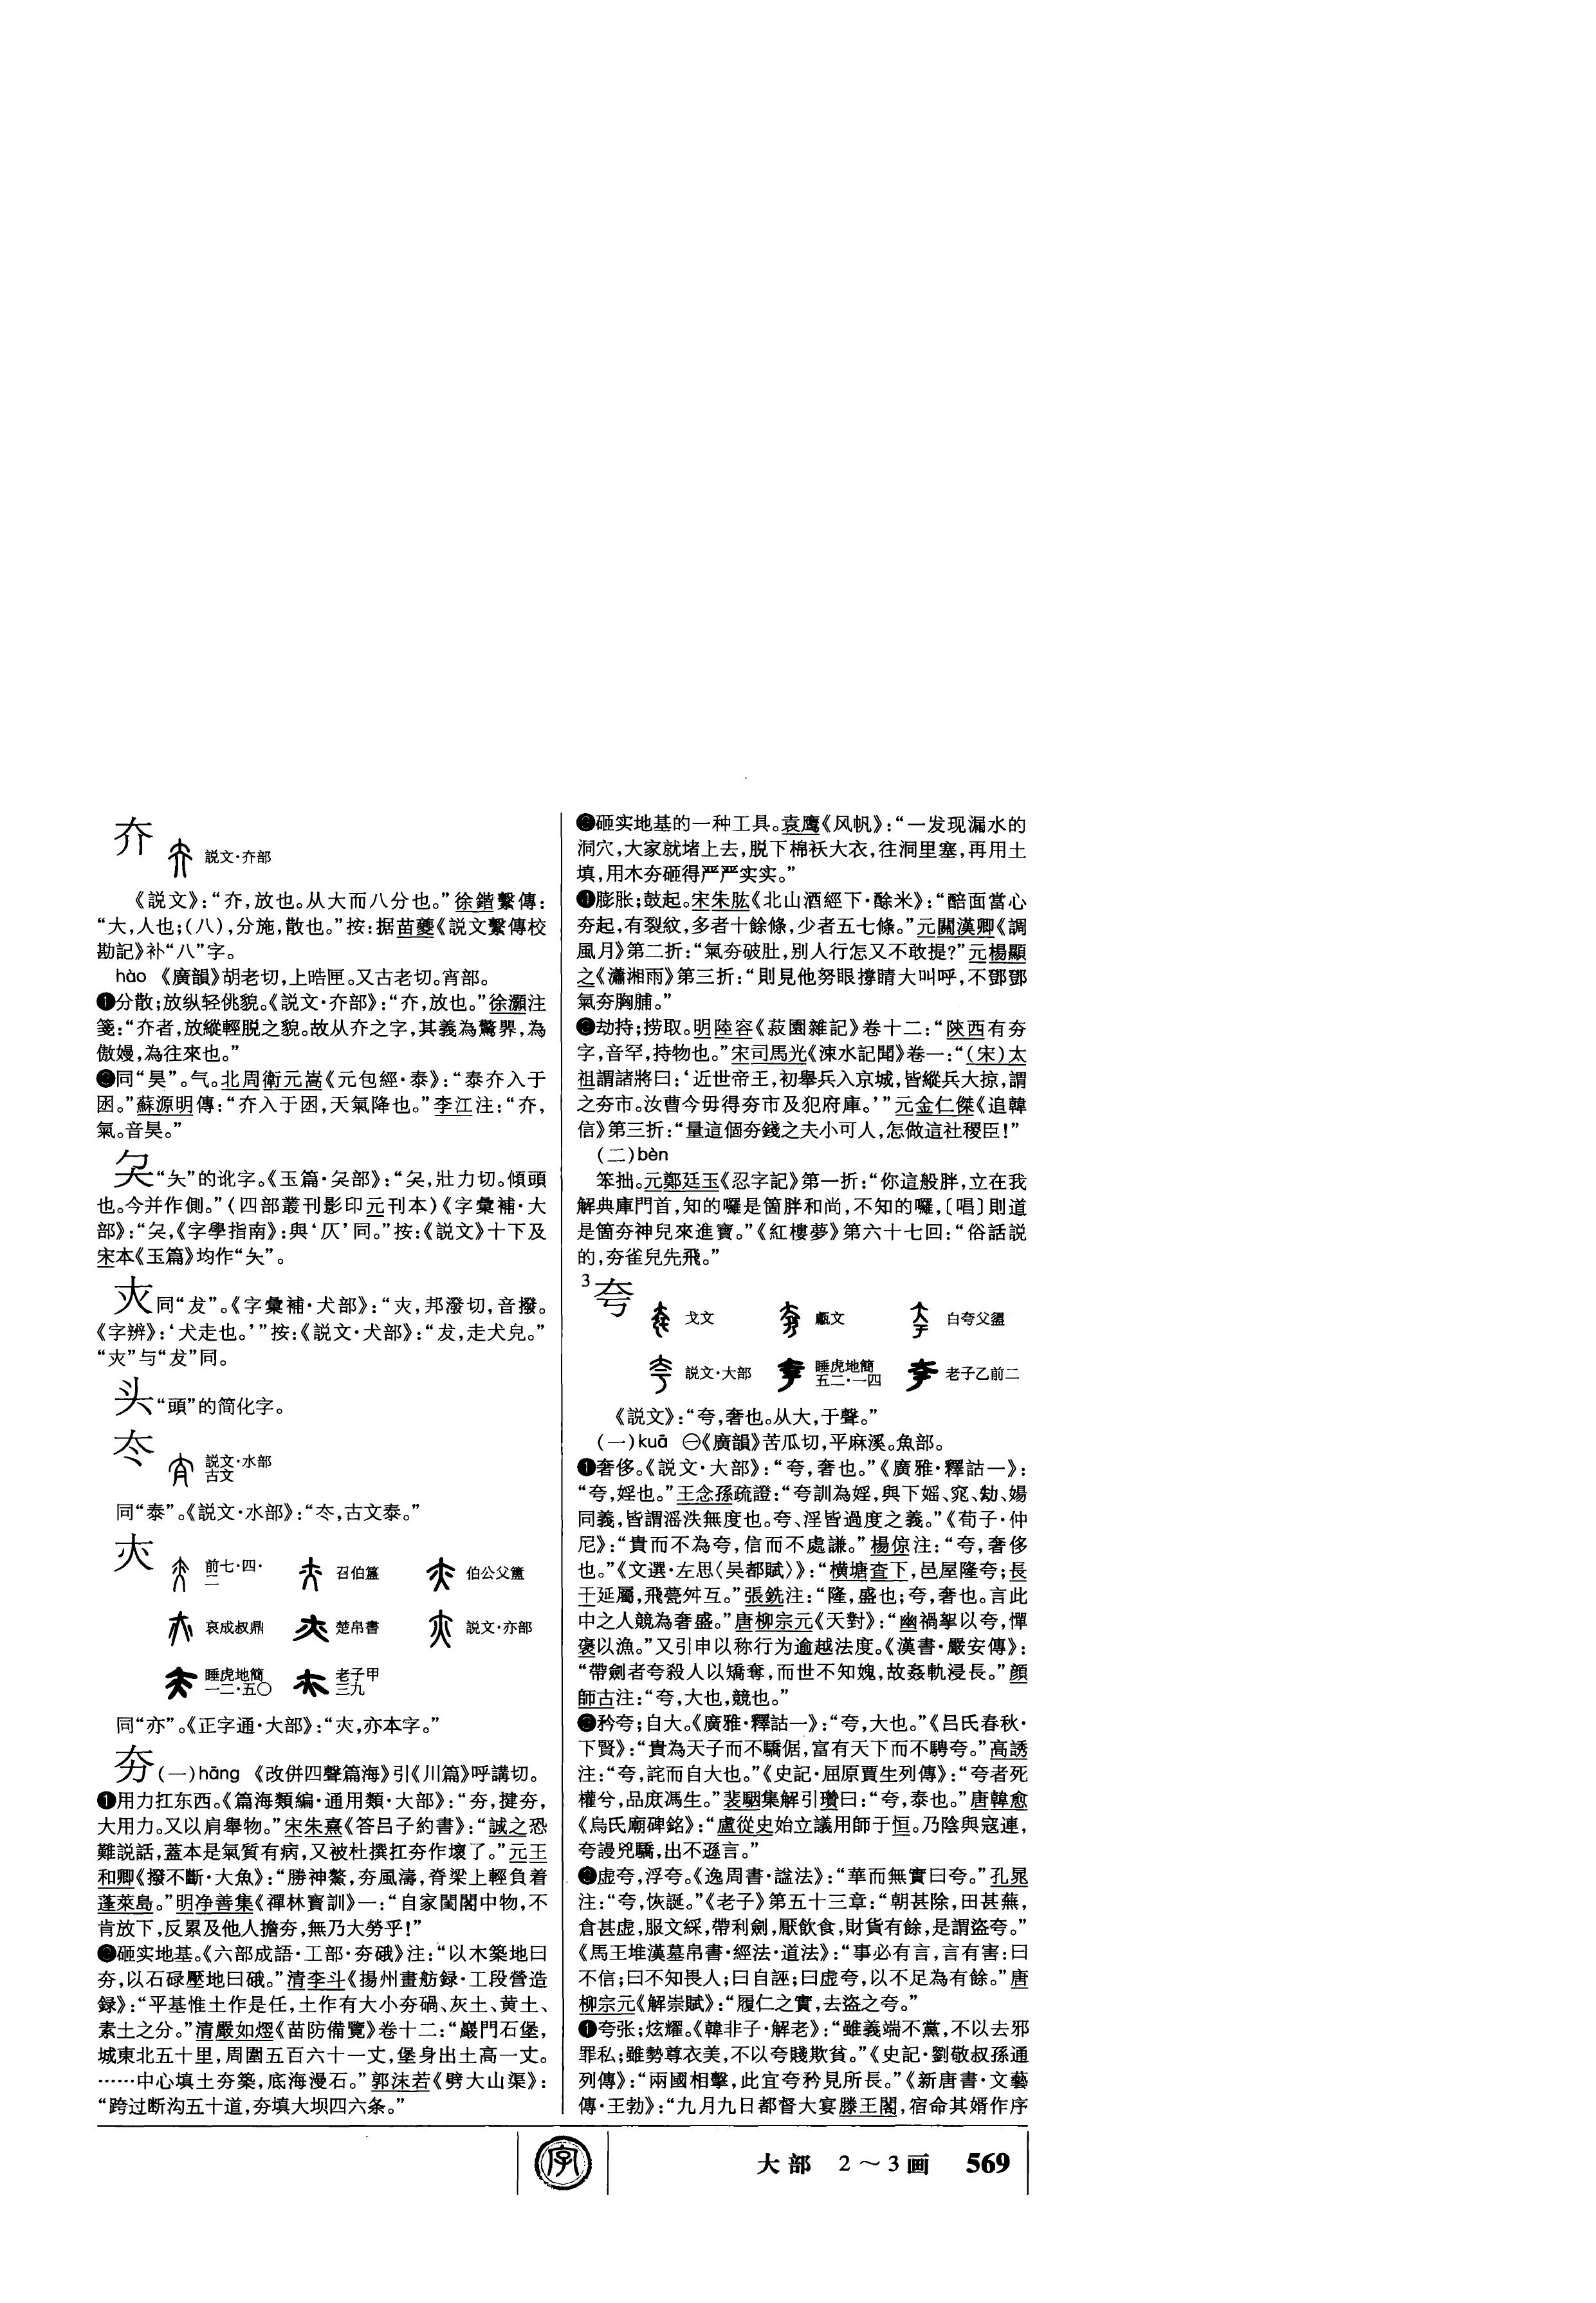 夰
説文·夰部
《説文》：“夰，放也。从大而八分也。”徐鍇繫傳：
“大，人也；（八），分施，散也。”按：据苗夔《説文繫傳校
勘記》补“八”字。
hào 《廣韻》胡老切，上晧匣。又古老切。宵部。
❶分散；放纵轻佻貌。《説文·夰部》：“夰，放也。”徐灝注
箋：“夰者，放縱輕脱之貌。故从夰之字，其義為驚界，為
傲嫚，為往來也。”
❷同“昊”。气。北周衛元嵩《元包經·泰》：“泰夰入于
困。”蘇源明傳：“夰入于困，天氣降也。”李江注：“夰，
氣。音昊。”
“夨”的讹字。《玉篇·
部》：“
，壯力切。傾頭
也。今并作側。”（四部叢刊影印元刊本）《字彙補·大
部》：“
，《字學指南》：與‘仄’同。”按：《説文》十下及
宋本《玉篇》均作“夨”。
同“犮”。《字彙補·犬部》：“
，邦潑切，音撥。
《字辨》：‘犬走也。’”按：《説文·犬部》：“犮，走犬皃。”
与“犮”同。
头“頭”的简化字。
夳
説文·水部
古文
同“泰”。《説文·水部》：“夳，古文泰。”
夵
前七·四·
二
召伯簋
伯公父簠
哀成叔鼎
楚帛書
説文·亦部
睡虎地簡
一二·五〇
老子甲
三九
同“亦”。《正字通·大部》：“
，亦本字。”
夯（一）hāng 《改併四聲篇海》引《川篇》呼講切。
❶用力扛东西。《篇海類編·通用類·大部》：“夯，㨃夯，
大用力。又以肩舉物。”宋朱熹《答吕子約書》：“誠之恐
難説話，蓋本是氣質有病，又被杜撰扛夯作壞了。”元王
和卿《撥不斷·大魚》：“勝神鰲，夯風濤，脊梁上輕負着
蓬萊島。”明净善集《禪林寶訓》一：“自家閨閣中物，不
肯放下，反累及他人擔夯，無乃大勞乎！”
❷砸实地基。《六部成語·工部·夯硪》注：“以木築地曰
夯，以石碌壓地曰硪。”清李斗《揚州畫舫録·工段營造
録》：“平基惟土作是任，土作有大小夯碢、灰土、黄土、
素土之分。”清嚴如煜《苗防備覽》卷十二：“巖門石堡，
城東北五十里，周圍五百六十一丈，堡身出土高一丈。
……中心填土夯築，底海漫石。”郭沫若《劈大山渠》：
“跨过断沟五十道，夯填大坝四六条。”
❸砸实地基的一种工具。袁鹰《风帆》：“一发现漏水的
洞穴，大家就堵上去，脱下棉袄大衣，往洞里塞，再用土
填，用木夯砸得严严实实。”
❹膨胀；鼓起。宋朱肱《北山酒經下·酴米》：“醅面當心
夯起，有裂紋，多者十餘條，少者五七條。”元關漢卿《調
風月》第二折：“氣夯破肚，别人行怎又不敢提？”元楊顯
之《瀟湘雨》第三折：“則見他努眼撐睛大叫呼，不鄧鄧
氣夯胸脯。”
❺劫持；捞取。明陸容《菽園雜記》卷十二：“陝西有夯
字，音罕，持物也。”宋司馬光《涑水記聞》卷一：“（宋）太
祖謂諸將曰：‘近世帝王，初舉兵入京城，皆縱兵大掠，謂
之夯市。汝曹今毋得夯市及犯府庫。’”元金仁傑《追韓
信》第三折：“量這個夯錢之夫小可人，怎做這社稷臣！”
（二）bèn
笨拙。元鄭廷玉《忍字記》第一折：“你這般胖，立在我
解典庫門首，知的囉是箇胖和尚，不知的囉，〔唱〕則道
是箇夯神兒來進寶。”《紅樓夢》第六十七回：“俗話説
的，夯雀兒先飛。”
3 夸
戈文
甗文
白夸父盨
説文·大部
睡虎地簡
五二·一四
老子乙前二
《説文》：“夸，奢也。从大，于聲。”
（一）kuā ㊀《廣韻》苦瓜切，平麻溪。魚部。
❶奢侈。《説文·大部》：“夸，奢也。”《廣雅·釋詁一》：
“夸，婬也。”王念孫疏證：“夸訓為婬，與下媱、窕、劮、婸
同義，皆謂滛泆無度也。夸、淫皆過度之義。”《荀子·仲
尼》：“貴而不為夸，信而不處謙。”楊倞注：“夸，奢侈
也。”《文選·左思〈吴都賦〉》：“横塘查下，邑屋隆夸；長
干延屬，飛甍舛互。”張銑注：“隆，盛也；夸，奢也。言此
中之人競為奢盛。”唐柳宗元《天對》：“幽禍挐以夸，憚
褒以漁。”又引申以称行为逾越法度。《漢書·嚴安傳》：
“帶劍者夸殺人以矯奪，而世不知媿，故姦軌浸長。”顔
師古注：“夸，大也，競也。”
❷矜夸；自大。《廣雅·釋詁一》：“夸，大也。”《吕氏春秋·
下賢》：“貴為天子而不驕倨，富有天下而不騁夸。”高誘
注：“夸，詫而自大也。”《史記·屈原賈生列傳》：“夸者死
權兮，品庶馮生。”裴駰集解引瓚曰：“夸，泰也。”唐韓愈
《烏氏廟碑銘》：“盧從史始立議用師于恒。乃陰與寇連，
夸謾兇驕，出不遜言。”
❸虚夸，浮夸。《逸周書·諡法》：“華而無實曰夸。”孔晁
注：“夸，恢誕。”《老子》第五十三章：“朝甚除，田甚蕪，
倉甚虚，服文綵，帶利劍，厭飲食，財貨有餘，是謂盗夸。”
《馬王堆漢墓帛書·經法·道法》：“事必有言，言有害：曰
不信；曰不知畏人；曰自誣；曰虚夸，以不足為有餘。”唐
柳宗元《解祟賦》：“履仁之實，去盗之夸。”
❹夸张；炫耀。《韓非子·解老》：“雖義端不黨，不以去邪
罪私；雖勢尊衣美，不以夸賤欺貧。”《史記·劉敬叔孫通
列傳》：“兩國相擊，此宜夸矜見所長。”《新唐書·文藝
傳·王勃》：“九月九日都督大宴滕王閣，宿命其婿作序
字
大部 2～3画 569